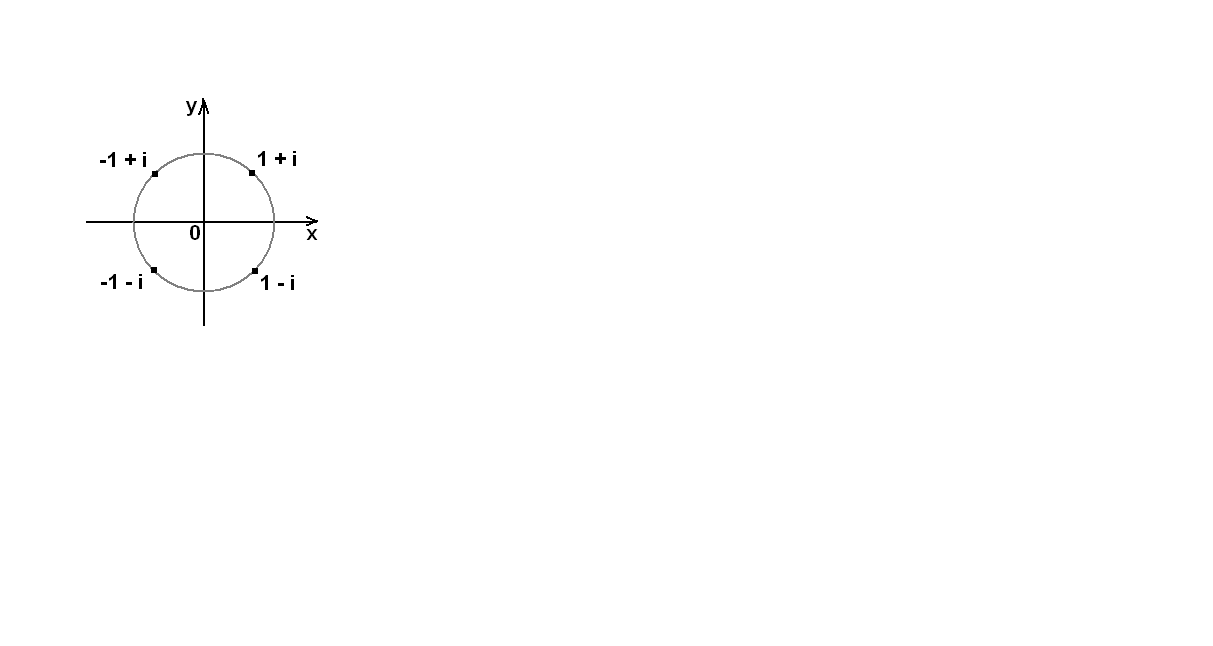 y
-1 + i
1 + i
0
x
-1 - i
1 - i